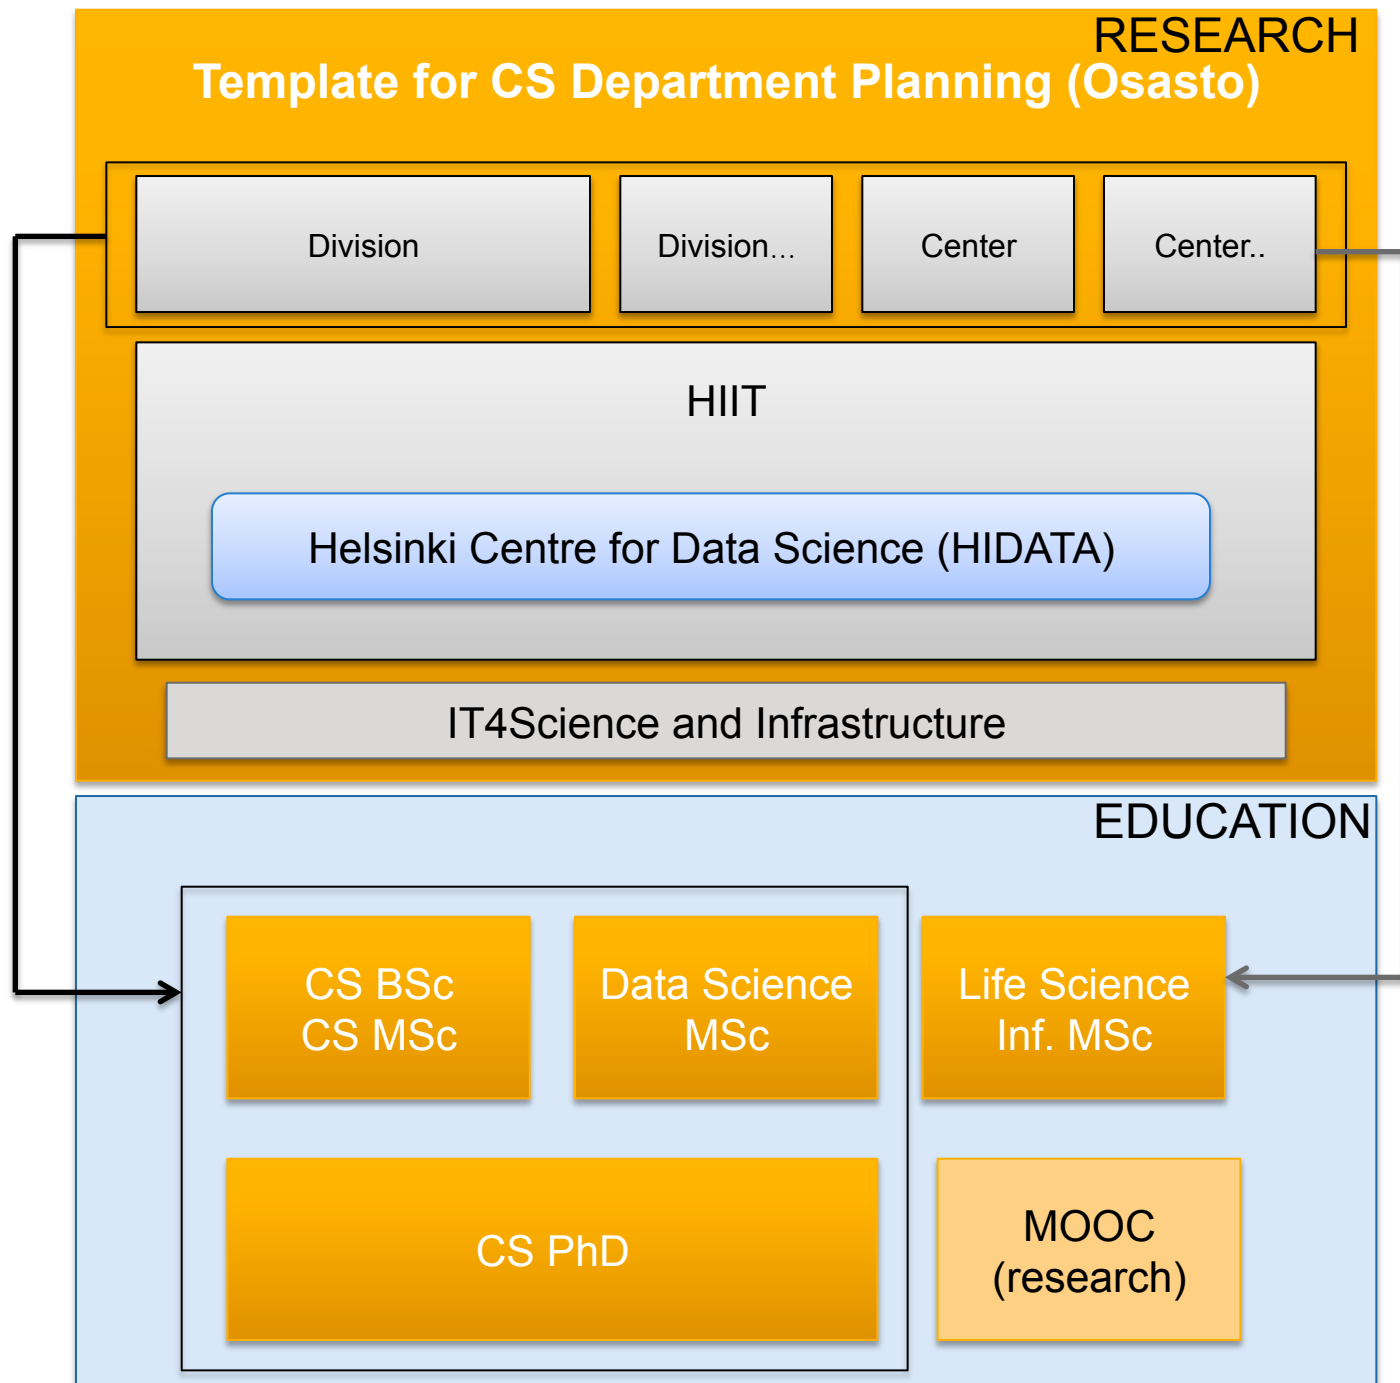 RESEARCH
Template for CS Department Planning (Osasto)
Division
Division...
Center
Center..
HIIT
Helsinki Centre for Data Science (HIDATA)
IT4Science and Infrastructure
EDUCATION
CS BSc
CS MSc
Data Science
MSc
Life Science
Inf. MSc
CS PhD
MOOC
(research)